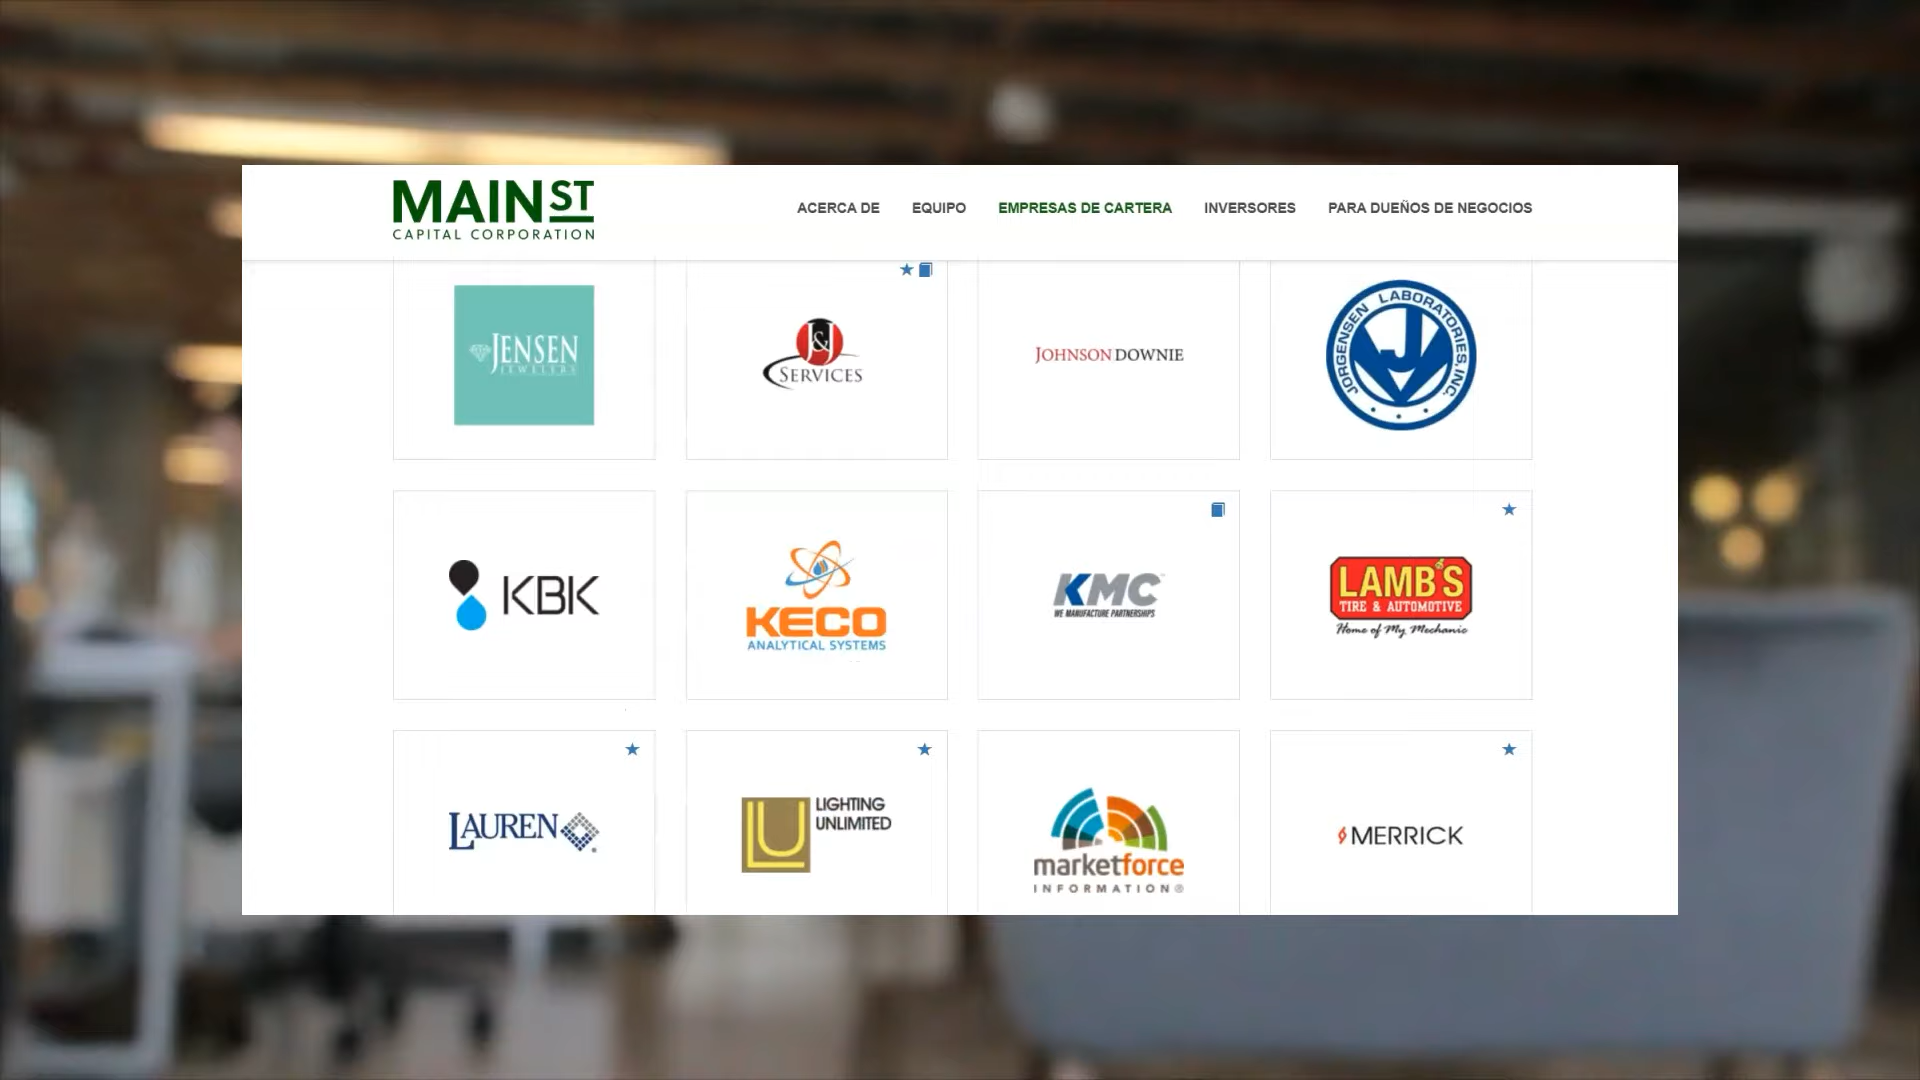 MAIN ST
CAPITAL CORPORATION
ACERCA DE
EQUIPO
EMPRESAS DE CARTERA
INVERSORES
PARA DUEÑOS DE NEGOCIOS
JENSEN
JEWELERS
J&J
SERVICES
JOHNSON DOWNIE
JORGENSEN LABORATORIES, INC.
J
KBK
KECO
ANALYTICAL SYSTEMS
KMC
WE MANUFACTURE PARTNERSHIPS
LAMB'S
TIRE & AUTOMOTIVE
Home of My Mechanic
LAUREN
LU
LIGHTING
UNLIMITED
marketforce
INFORMATION®
MERRICK